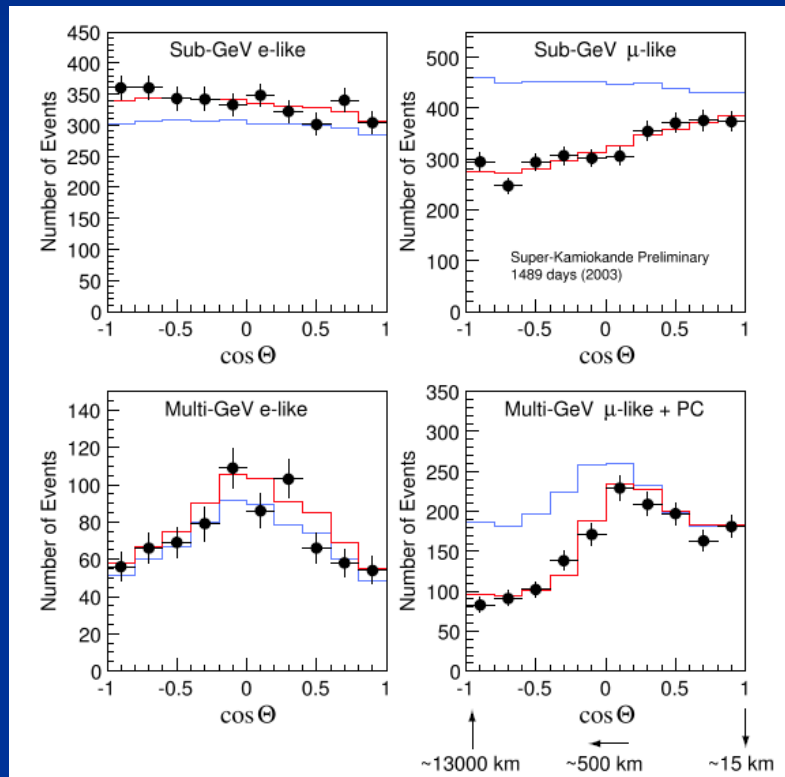 Sub-GeV e-like
Number of Events
450
400
350
300
250
200
150
100
50
0
-1 -0.5 0 0.5 1
cos Θ
Sub-GeV μ-like
Number of Events
500
400
300
200
100
0
Super-Kamiokande Preliminary
1489 days (2003)
-1 -0.5 0 0.5 1
cos Θ
Multi-GeV e-like
Number of Events
140
120
100
80
60
40
20
0
-1 -0.5 0 0.5 1
cos Θ
Multi-GeV μ-like + PC
Number of Events
350
300
250
200
150
100
50
0
-1 -0.5 0 0.5 1
cos Θ
~13000 km ~500 km ~15 km